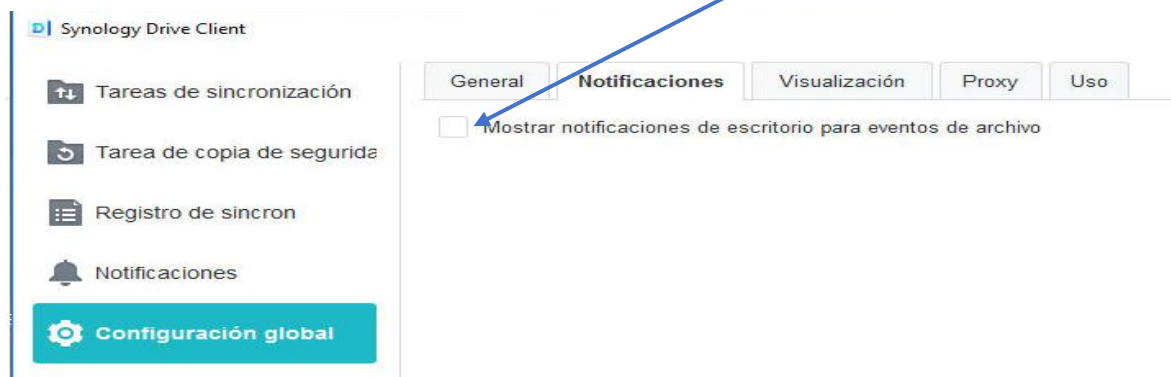 Synology Drive Client
Tareas de sincronización
Tarea de copia de segurida
Registro de sincron
Notificaciones
Configuración global
General Notificaciones Visualización Proxy Uso
Mostrar notificaciones de escritorio para eventos de archivo